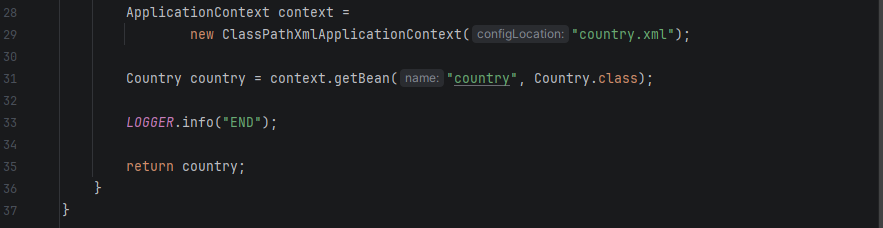 28 ApplicationContext context =
29 new ClassPathXmlApplicationContext( configLocation: "country.xml");
30
31 Country country = context.getBean( name: "country", Country.class);
32
33 LOGGER.info("END");
34
35 return country;
36 }
37 }